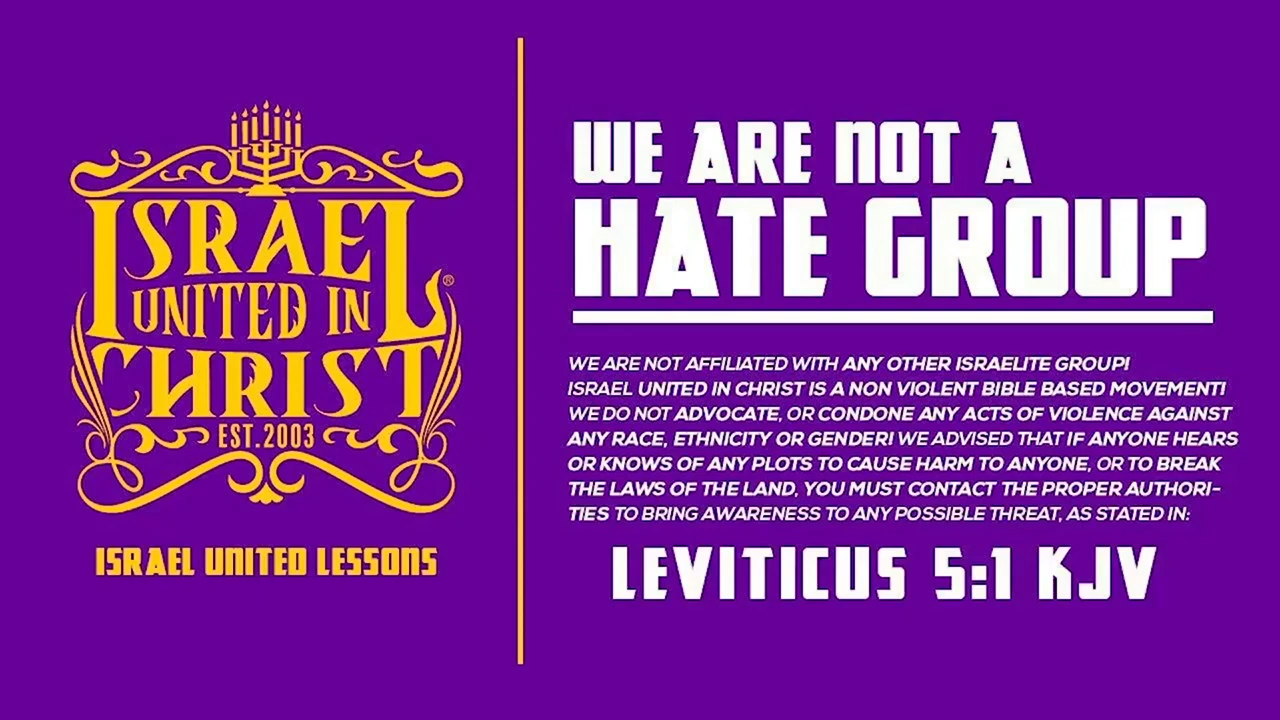 ISRAEL
UNITED IN
CHRIST
®
EST.2003
ISRAEL UNITED LESSONS
WE ARE NOT A
HATE GROUP
WE ARE NOT AFFILIATED WITH ANY OTHER ISRAELITE GROUP!
ISRAEL UNITED IN CHRIST IS A NON VIOLENT BIBLE BASED MOVEMENT!
WE DO NOT ADVOCATE, OR CONDONE ANY ACTS OF VIOLENCE AGAINST
ANY RACE, ETHNICITY OR GENDER! WE ADVISED THAT IF ANYONE HEARS
OR KNOWS OF ANY PLOTS TO CAUSE HARM TO ANYONE, OR TO BREAK
THE LAWS OF THE LAND, YOU MUST CONTACT THE PROPER AUTHORI-
TIES TO BRING AWARENESS TO ANY POSSIBLE THREAT, AS STATED IN:
LEVITICUS 5:1 KJV